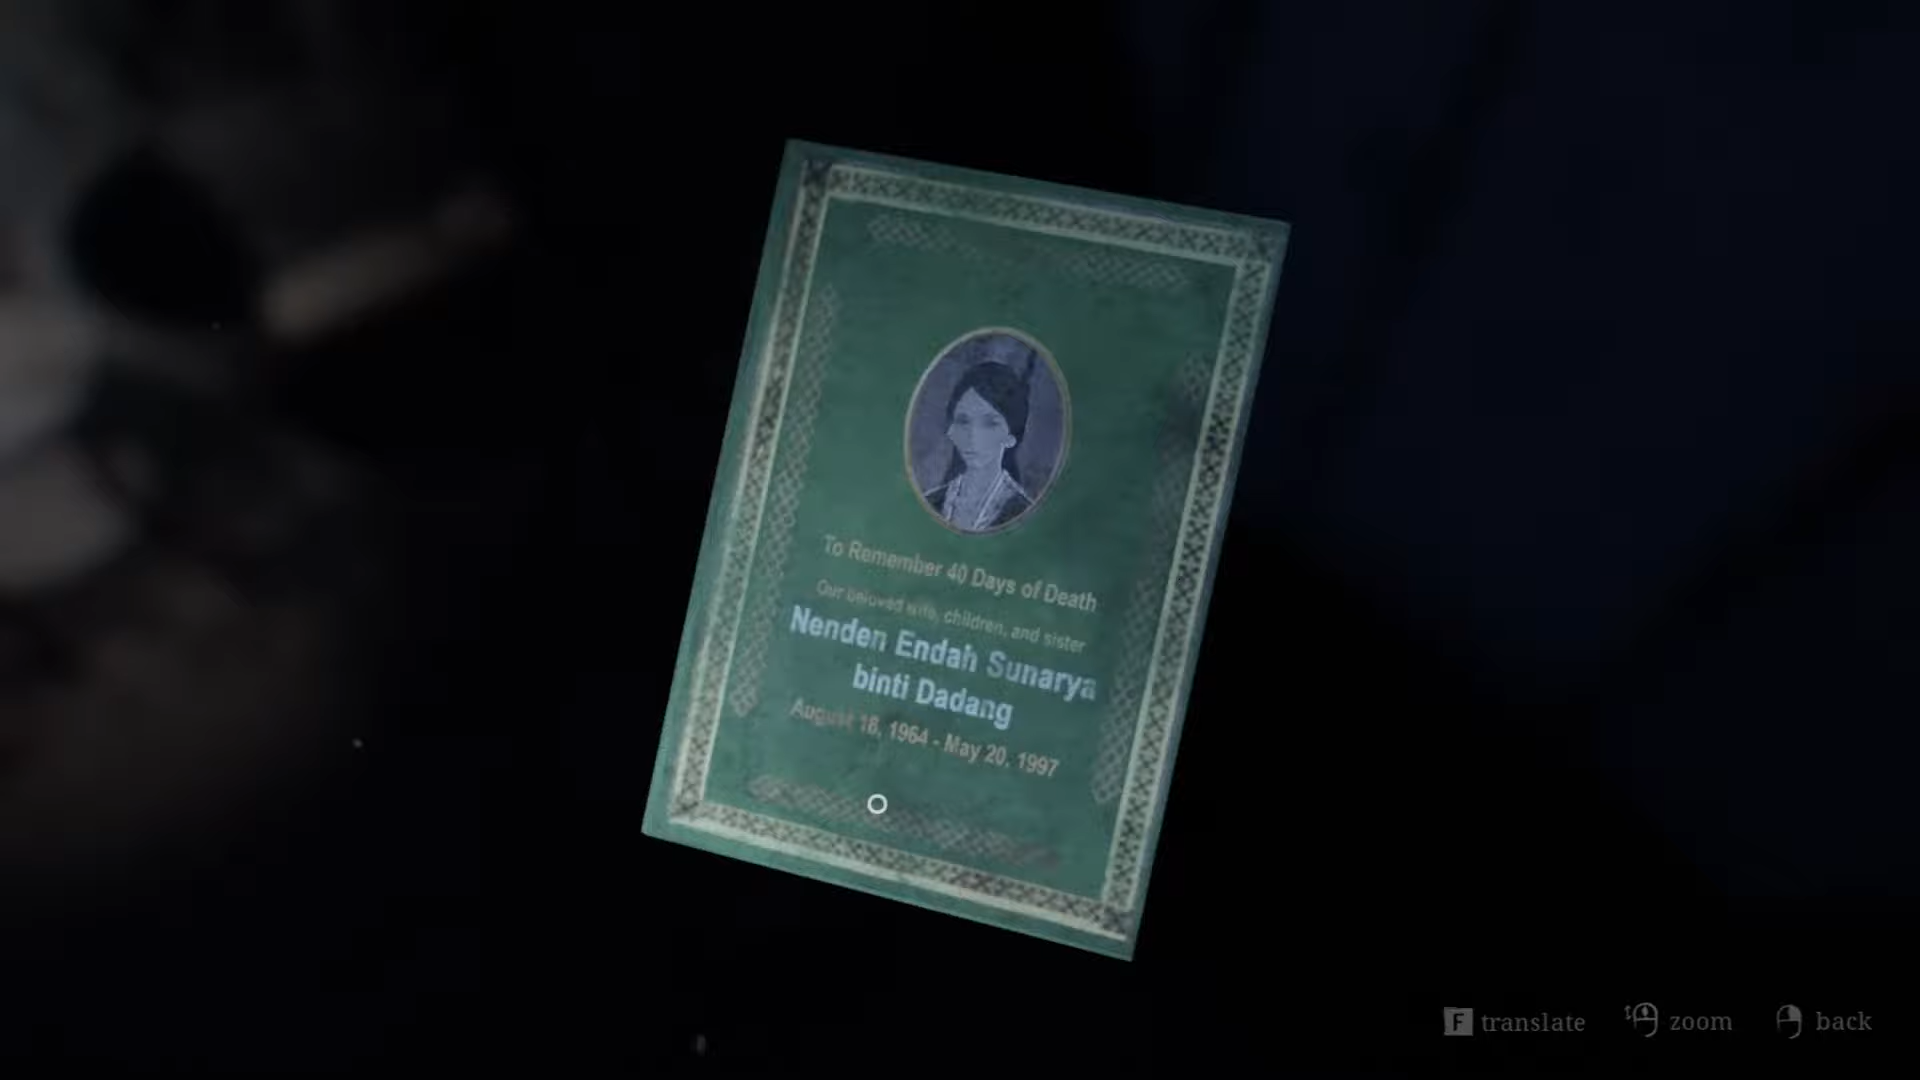 To Remember 40 Days of Death
Our beloved wife, children, and sister
Nenden Endah Sunarya
binti Dadang
August 18, 1964 - May 20, 1997
F translate
zoom
back